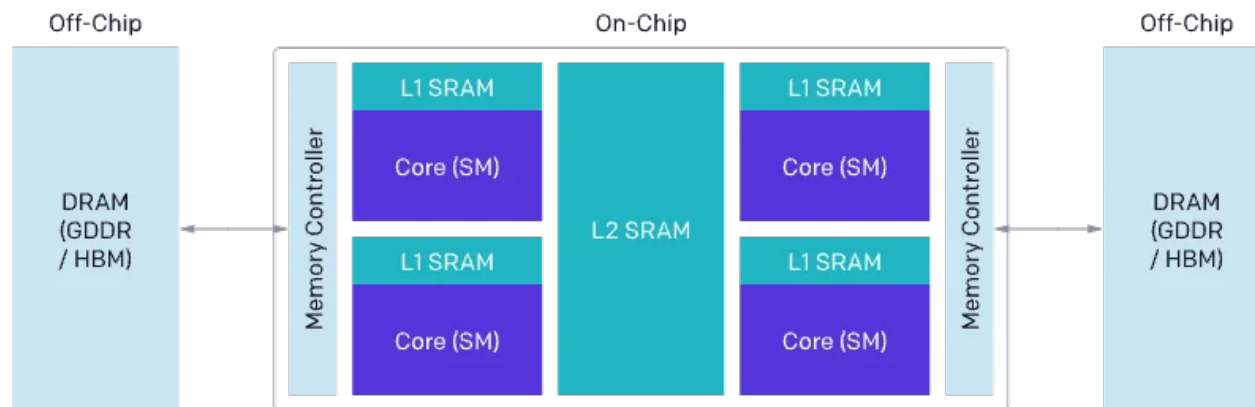 Off-Chip
On-Chip
Off-Chip
DRAM
(GDDR
/ HBM)
Memory Controller
L1 SRAM
Core (SM)
L1 SRAM
Core (SM)
L2 SRAM
L1 SRAM
Core (SM)
L1 SRAM
Core (SM)
Memory Controller
DRAM
(GDDR
/ HBM)